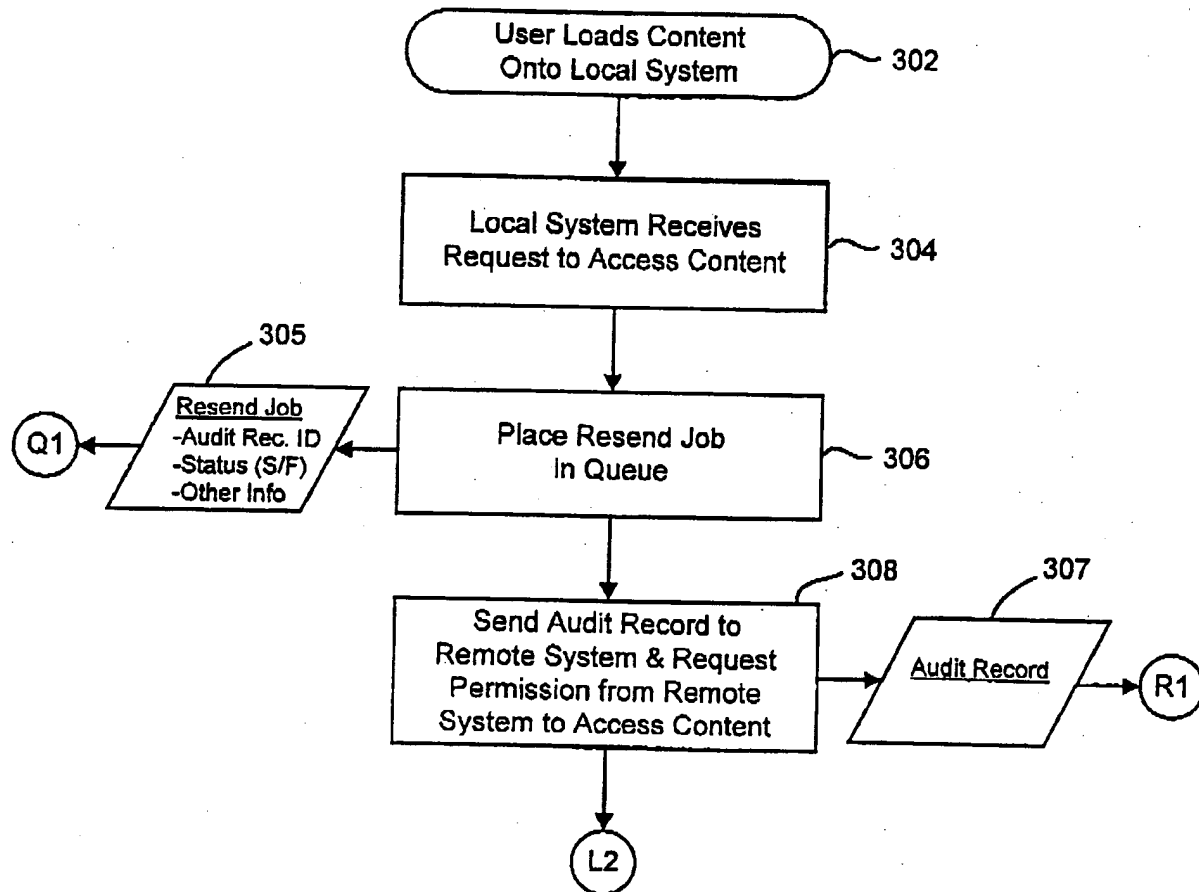 User Loads Content
Onto Local System
302
Local System Receives
Request to Access Content
304
305
Resend Job
-Audit Rec. ID
-Status (S/F)
-Other Info
Q1
Place Resend Job
In Queue
306
308
307
Send Audit Record to
Remote System & Request
Permission from Remote
System to Access Content
Audit Record
R1
L2